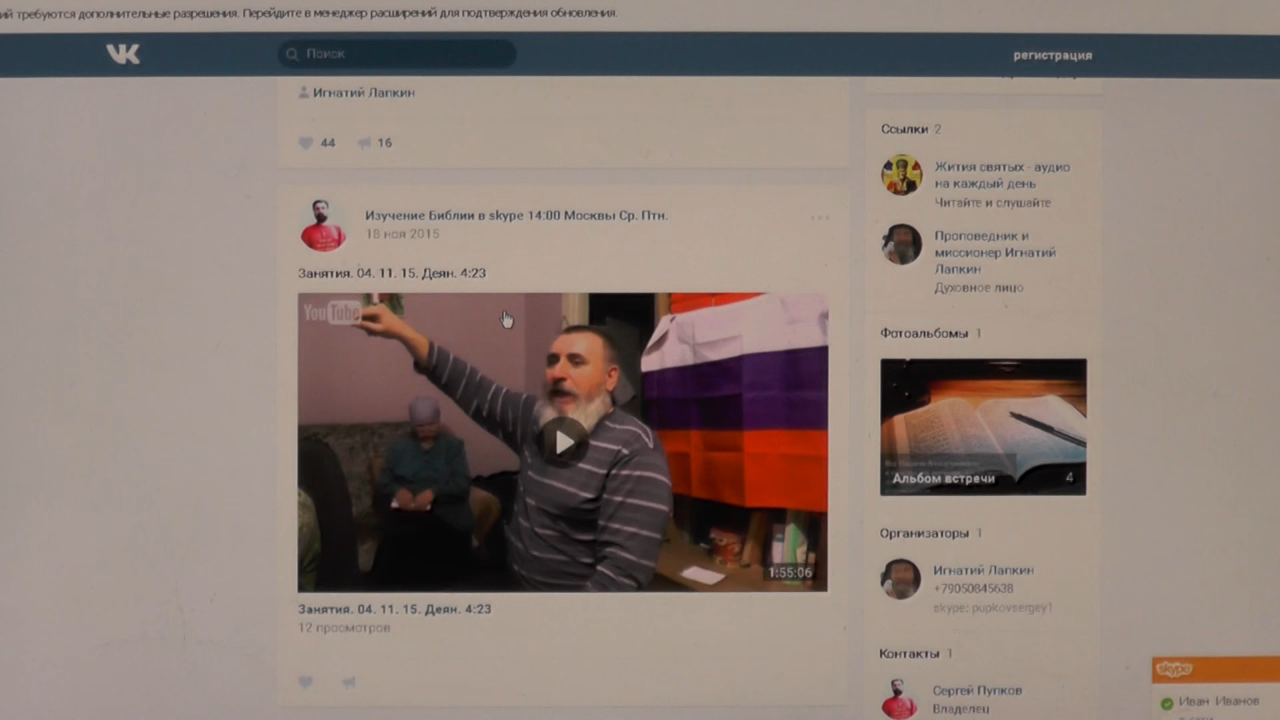 ий требуются дополнительные разрешения. Перейдите в менеджер расширений для подтверждения обновления.
VK
Поиск
регистрация
Игнатий Лапкин
44
16
Изучение Библии в skype 14:00 Москвы Ср. Птн.
18 ноя 2015
Занятия. 04. 11. 15. Деян. 4:23
YouTube
1:55:06
Занятия. 04. 11. 15. Деян. 4:23
12 просмотров
Ссылки 2
Жития святых - аудио
на каждый день
Читайте и слушайте
Проповедник и
миссионер Игнатий
Лапкин
Духовное лицо
Фотоальбомы 1
Альбом встречи 4
Организаторы 1
Игнатий Лапкин
+79050845638
skype: pupkovsergey1
Контакты 1
Сергей Пупков
Владелец
skype
Иван Иванов